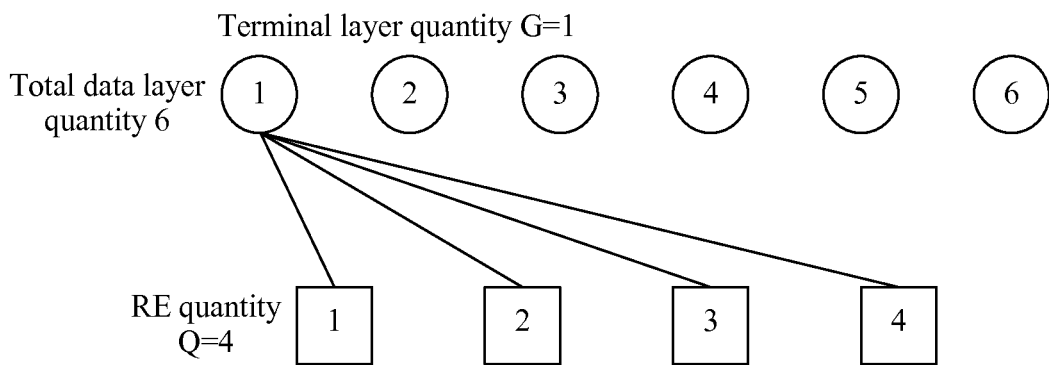 Terminal layer quantity G=1
Total data layer
quantity 6
1 2 3 4 5 6
RE quantity
Q=4
1 2 3 4